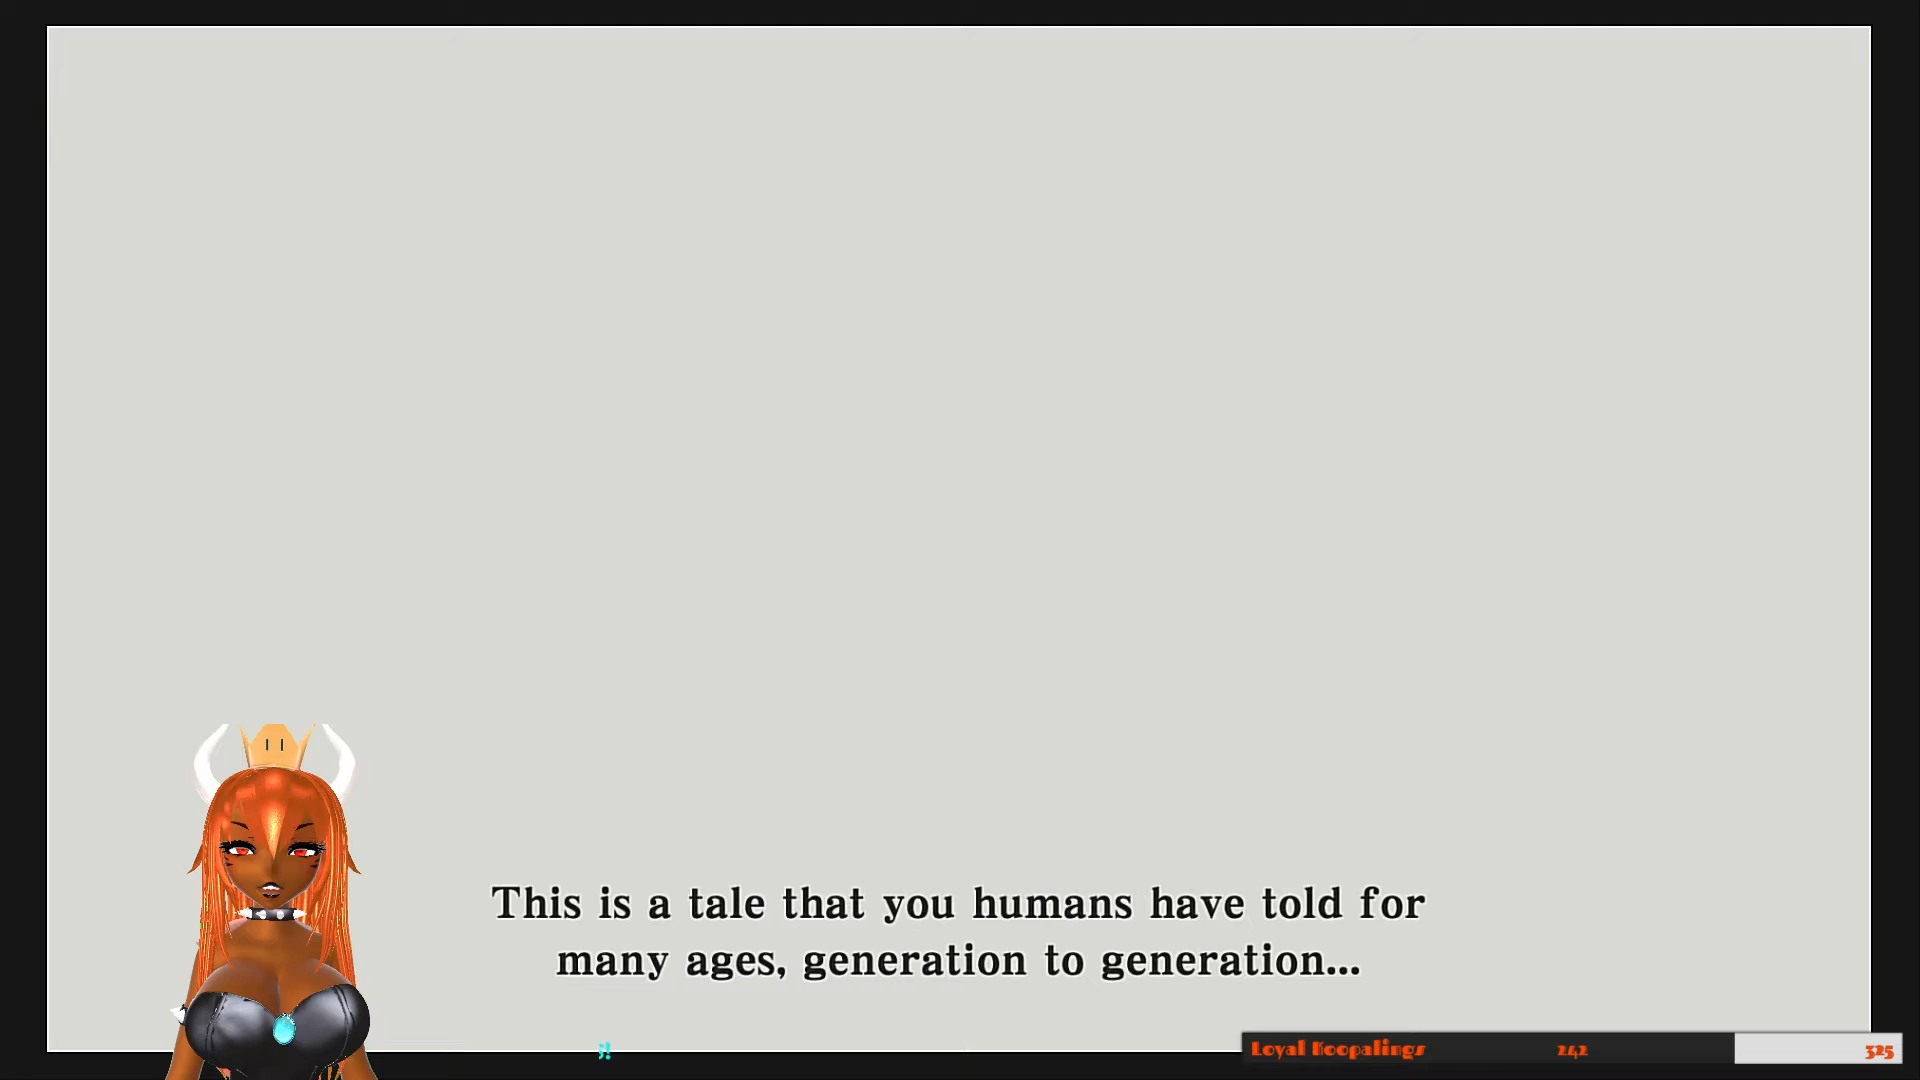 This is a tale that you humans have told for
many ages, generation to generation...
;!
Loyal Koopalings 242 325